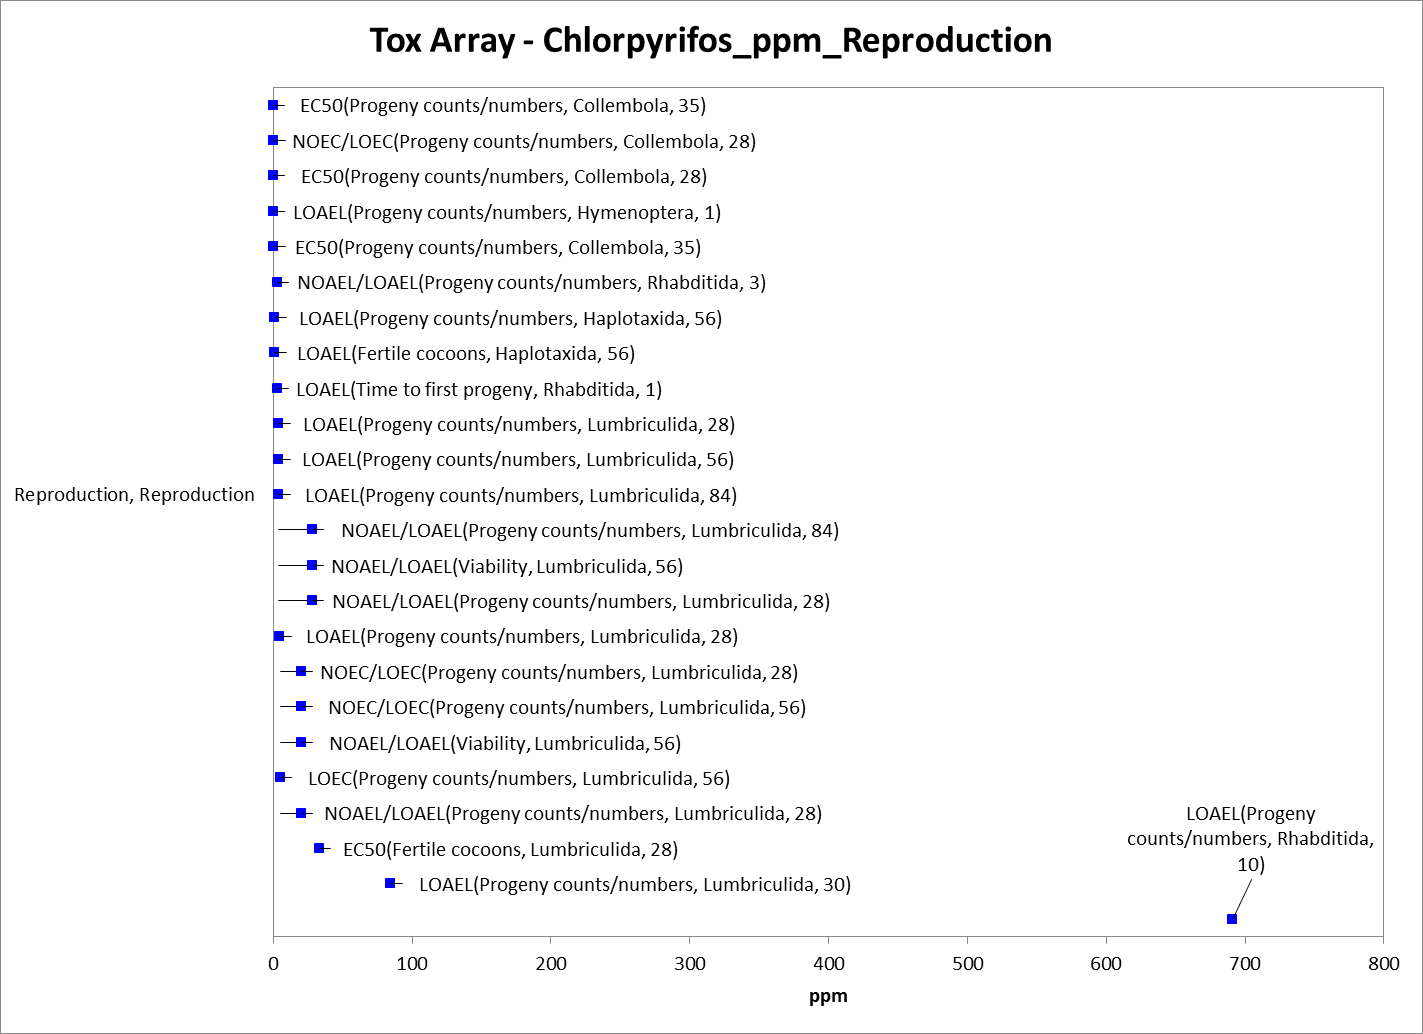 Tox Array - Chlorpyrifos_ppm_Reproduction
EC50(Progeny counts/numbers, Collembola, 35)
NOEC/LOEC(Progeny counts/numbers, Collembola, 28)
EC50(Progeny counts/numbers, Collembola, 28)
LOAEL(Progeny counts/numbers, Hymenoptera, 1)
EC50(Progeny counts/numbers, Collembola, 35)
NOAEL/LOAEL(Progeny counts/numbers, Rhabditida, 3)
LOAEL(Progeny counts/numbers, Haplotaxida, 56)
LOAEL(Fertile cocoons, Haplotaxida, 56)
LOAEL(Time to first progeny, Rhabditida, 1)
LOAEL(Progeny counts/numbers, Lumbriculida, 28)
LOAEL(Progeny counts/numbers, Lumbriculida, 56)
Reproduction, Reproduction
LOAEL(Progeny counts/numbers, Lumbriculida, 84)
NOAEL/LOAEL(Progeny counts/numbers, Lumbriculida, 84)
NOAEL/LOAEL(Viability, Lumbriculida, 56)
NOAEL/LOAEL(Progeny counts/numbers, Lumbriculida, 28)
LOAEL(Progeny counts/numbers, Lumbriculida, 28)
NOEC/LOEC(Progeny counts/numbers, Lumbriculida, 28)
NOEC/LOEC(Progeny counts/numbers, Lumbriculida, 56)
NOAEL/LOAEL(Viability, Lumbriculida, 56)
LOEC(Progeny counts/numbers, Lumbriculida, 56)
NOAEL/LOAEL(Progeny counts/numbers, Lumbriculida, 28)
EC50(Fertile cocoons, Lumbriculida, 28)
LOAEL(Progeny counts/numbers, Lumbriculida, 30)
LOAEL(Progeny
counts/numbers, Rhabditida,
10)
0 100 200 300 400 500 600 700 800
ppm